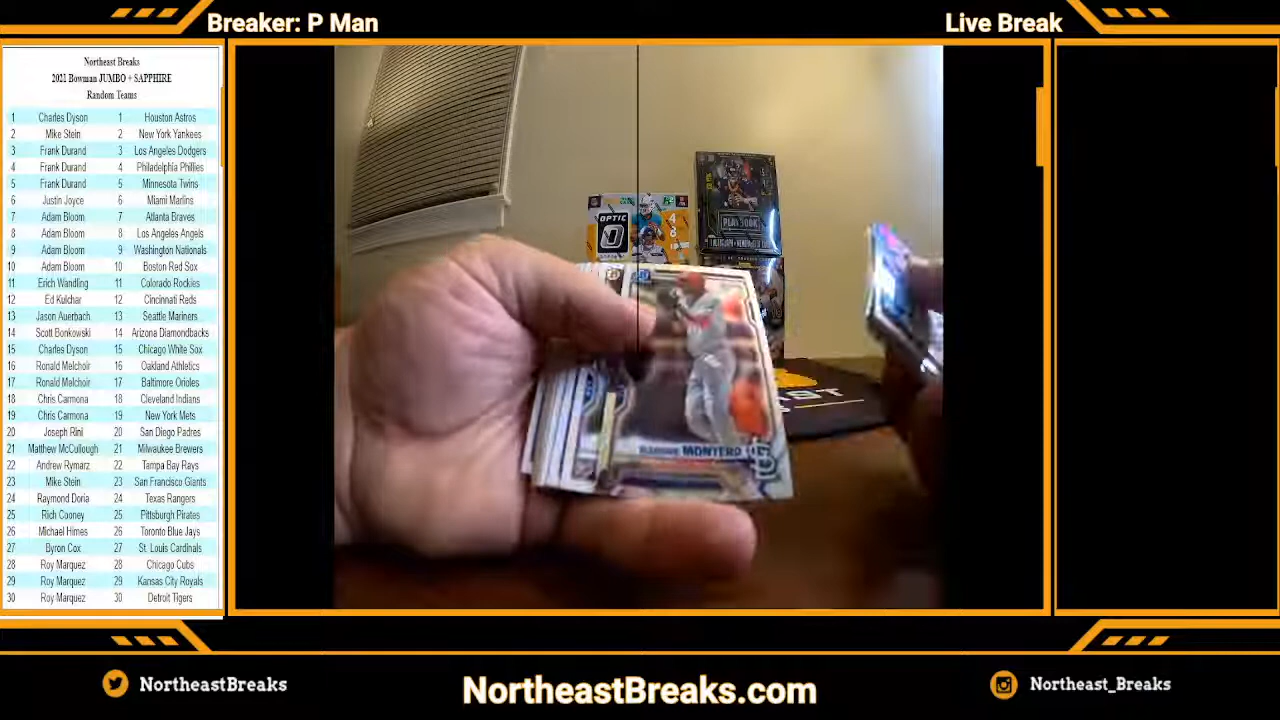 Breaker: P Man
Live Break
Northeast Breaks
2021 Bowman JUMBO + SAPPHIRE
Random Teams
1 Charles Dyson 1 Houston Astros
2 Mike Stein 2 New York Yankees
3 Frank Durand 3 Los Angeles Dodgers
4 Frank Durand 4 Philadelphia Phillies
5 Frank Durand 5 Minnesota Twins
6 Justin Joyce 6 Miami Marlins
7 Adam Bloom 7 Atlanta Braves
8 Adam Bloom 8 Los Angeles Angels
9 Adam Bloom 9 Washington Nationals
10 Adam Bloom 10 Boston Red Sox
11 Erich Wandling 11 Colorado Rockies
12 Ed Kulchar 12 Cincinnati Reds
13 Jason Auerbach 13 Seattle Mariners
14 Scott Bonkowski 14 Arizona Diamondbacks
15 Charles Dyson 15 Chicago White Sox
16 Ronald Melchoir 16 Oakland Athletics
17 Ronald Melchoir 17 Baltimore Orioles
18 Chris Carmona 18 Cleveland Indians
19 Chris Carmona 19 New York Mets
20 Joseph Rini 20 San Diego Padres
21 Matthew McCullough 21 Milwaukee Brewers
22 Andrew Rymarz 22 Tampa Bay Rays
23 Mike Stein 23 San Francisco Giants
24 Raymond Doria 24 Texas Rangers
25 Rich Cooney 25 Pittsburgh Pirates
26 Michael Himes 26 Toronto Blue Jays
27 Byron Cox 27 St. Louis Cardinals
28 Roy Marquez 28 Chicago Cubs
29 Roy Marquez 29 Kansas City Royals
30 Roy Marquez 30 Detroit Tigers
OPTIC
PLAYBOOK
MONTERO
NortheastBreaks
NortheastBreaks.com
Northeast_Breaks